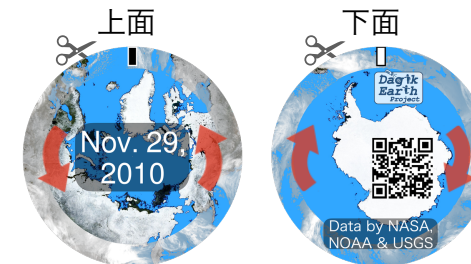 上面
下面
Nov. 29,
2010
Dagik
Earth
Project
Data by NASA,
NOAA & USGS